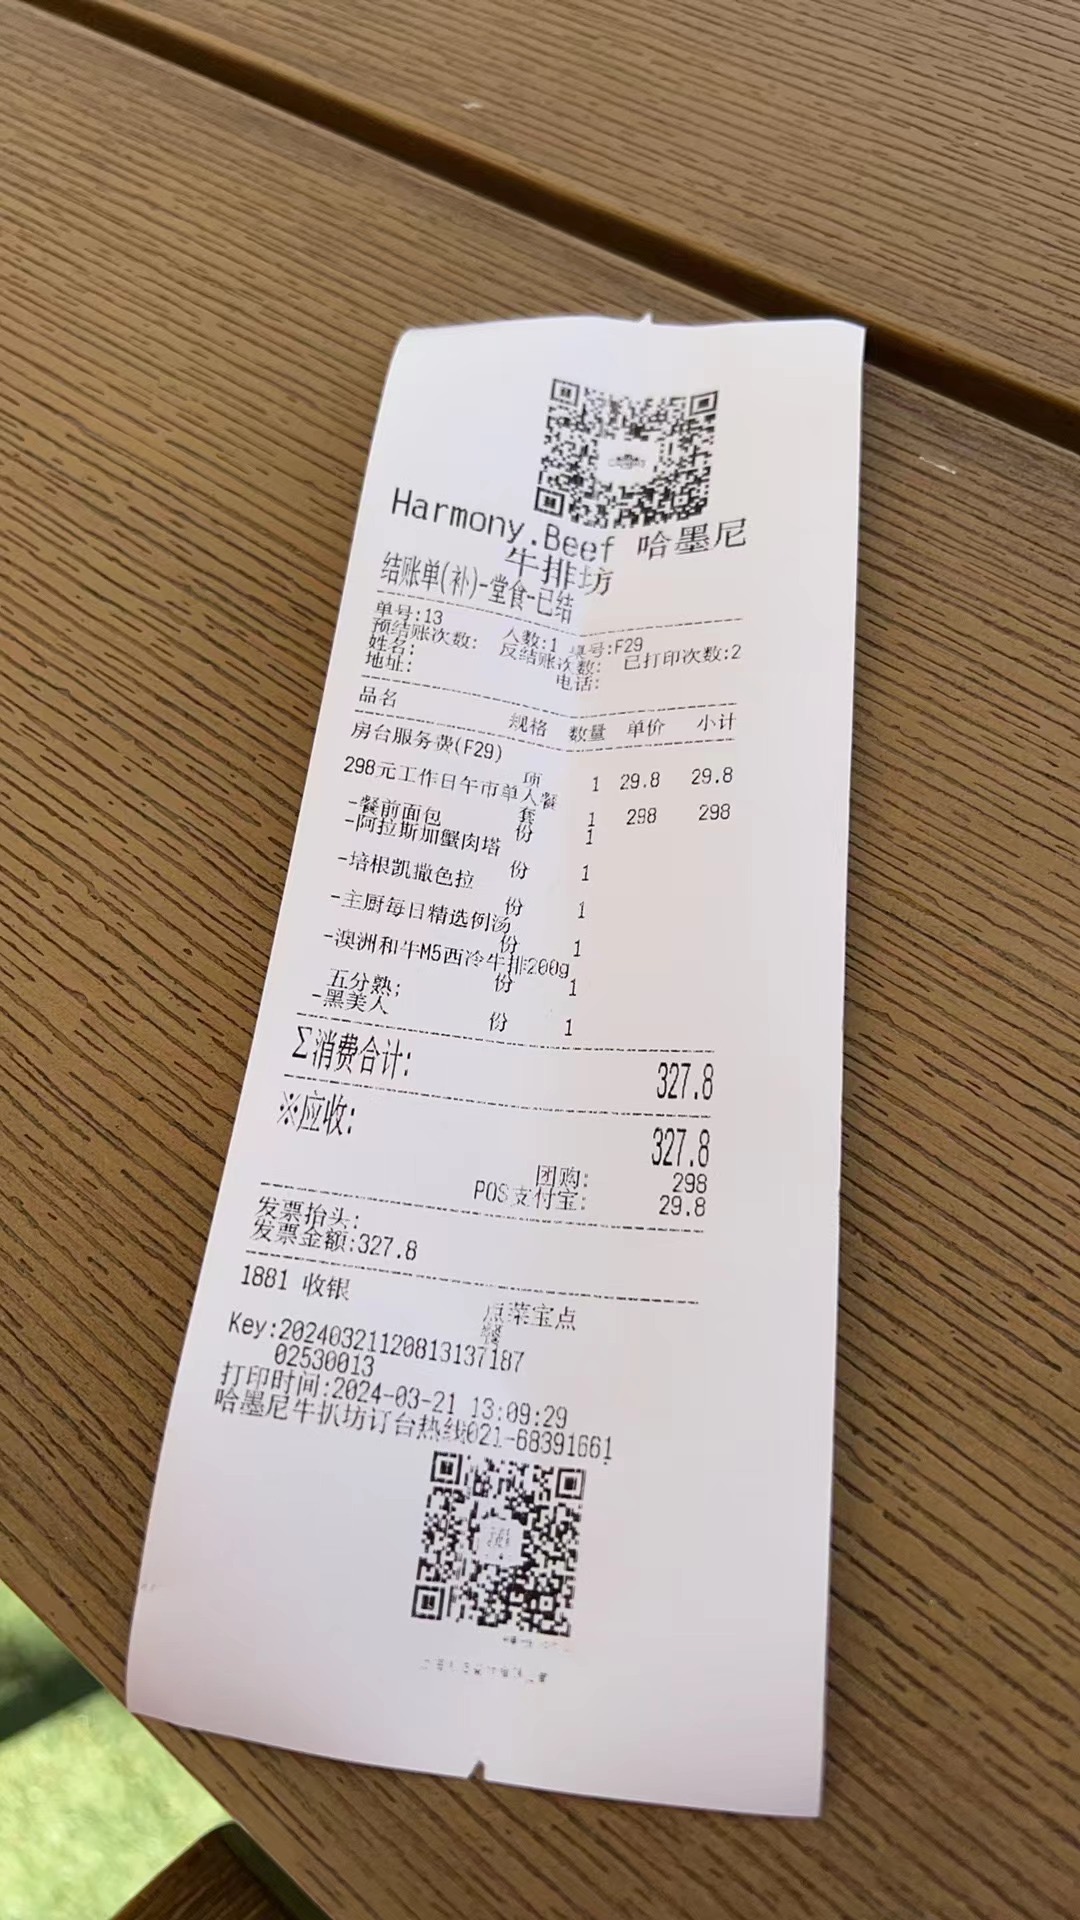 Harmony.Beef 哈墨尼
牛排坊
结账单(补)-堂食-已结
单号:13 人数:1 桌号:F29
预结账次数: 反结账次数: 已打印次数:2
姓名: 电话:
地址:
品名 规格 数量 单价 小计
房台服务费(F29)
项 1 29.8 29.8
298元工作日午市单人餐
套 1 298 298
-餐前面包
份 1
-阿拉斯加蟹肉塔
份 1
-培根凯撒色拉
份 1
-主厨每日精选例汤
份 1
-澳洲和牛M5西冷牛排200g
份 1
五分熟;
-黑美人
份 1
Σ消费合计: 327.8
※应收: 327.8
团购: 298
POS支付宝: 29.8
发票抬头:
发票金额:327.8
1881 收银 点菜宝点
餐
Key:20240321120813137187
02530013
打印时间:2024-03-21 13:09:29
哈墨尼牛扒坊订台热线021-68391661